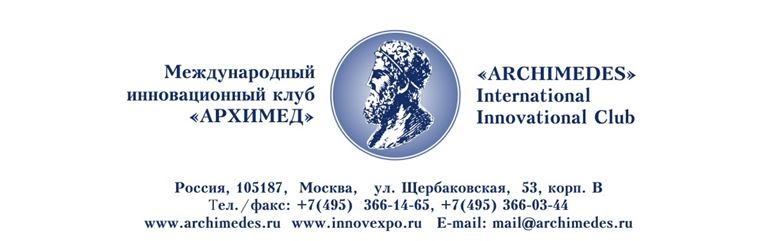 Международный
инновационный клуб
«АРХИМЕД»
«ARCHIMEDES»
International
Innovational Club
Россия, 105187, Москва, ул. Щербаковская, 53, корп. В
Тел./факс: +7(495) 366-14-65, +7(495) 366-03-44
www.archimedes.ru www.innovexpo.ru E-mail: mail@archimedes.ru